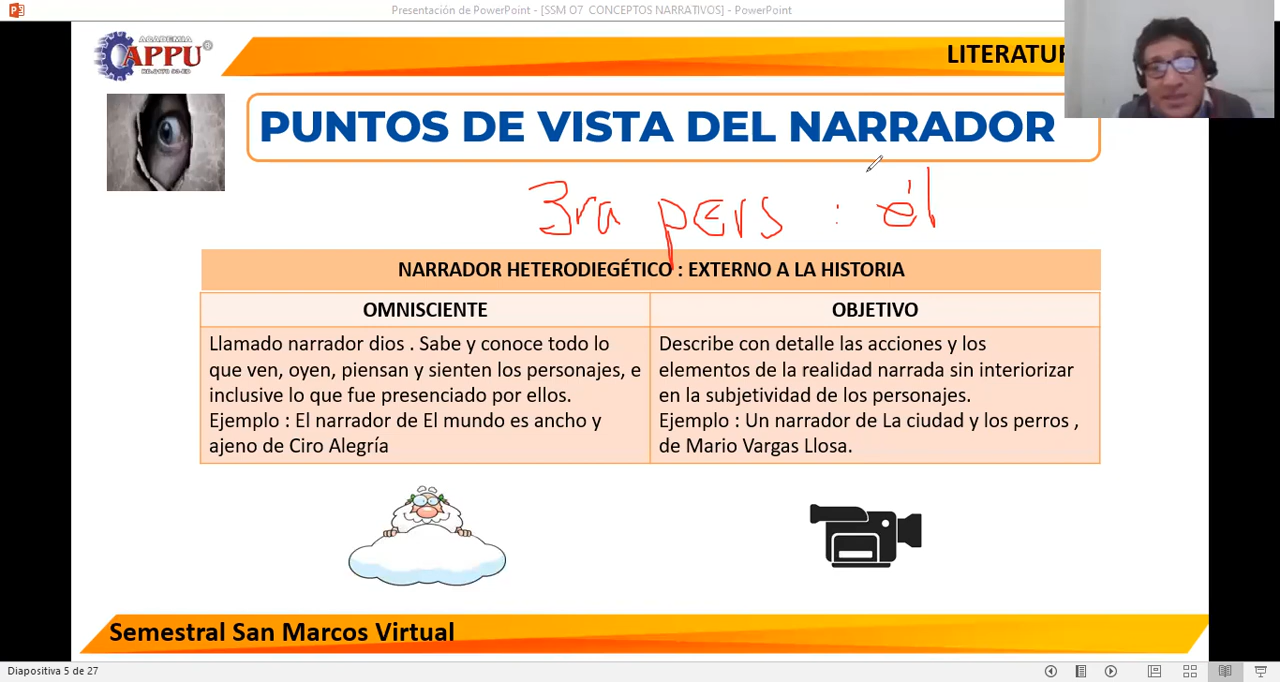 Presentación de PowerPoint - [SSM O7 CONCEPTOS NARRATIVOS] - PowerPoint
ACADEMIA
APPU
LITERATUR
PUNTOS DE VISTA DEL NARRADOR
3ra pers : él
NARRADOR HETERODIEGÉTICO : EXTERNO A LA HISTORIA
OMNISCIENTE
Llamado narrador dios . Sabe y conoce todo lo
que ven, oyen, piensan y sienten los personajes, e
inclusive lo que fue presenciado por ellos.
Ejemplo : El narrador de El mundo es ancho y
ajeno de Ciro Alegría
OBJETIVO
Describe con detalle las acciones y los
elementos de la realidad narrada sin interiorizar
en la subjetividad de los personajes.
Ejemplo : Un narrador de La ciudad y los perros ,
de Mario Vargas Llosa.
Semestral San Marcos Virtual
Diapositiva 5 de 27